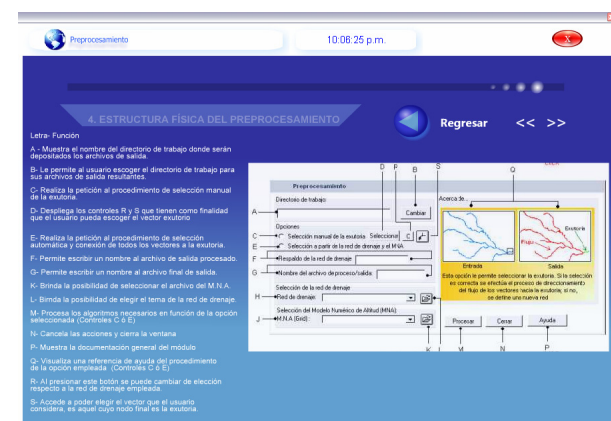 Preprocesamiento
10:06:25 p.m.
X
4. ESTRUCTURA FÍSICA DEL PREPROCESAMIENTO
Regresar << >>
Letra- Función
A - Muestra el nombre del directorio de trabajo donde serán
depositados los archivos de salida.
B- Le permite al usuario escoger el directorio de trabajo para
sus archivos de salida resultantes.
C- Realiza la petición al procedimiento de selección manual
de la exutoria.
D- Despliega los controles R y S que tienen como finalidad
que el usuario pueda escoger el vector exutorio
E- Realiza la petición al procedimiento de selección
automática y conexión de todos los vectores a la exutoria.
F- Permite escribir un nombre al archivo de salida procesado.
G- Permite escribir un nombre al archivo final de salida.
K- Brinda la posibilidad de seleccionar el archivo del M.N.A.
L- Brinda la posibilidad de elegir el tema de la red de drenaje.
M- Procesa los algoritmos necesarios en función de la opción
seleccionada (Controles C ó E)
N- Cancela las acciones y cierra la ventana
P- Muestra la documentación general del módulo
Q- Visualiza una referencia de ayuda del procedimiento
de la opción empleada (Controles C ó E)
R- Al presionar este botón se puede cambiar de elección
respecto a la red de drenaje empleada.
S- Accede a poder elegir el vector que el usuario
considera, es aquel cuyo nodo final es la exutoria.
D B S Q
Preprocesamiento
Directorio de trabajo:
Acerca de...
A
Cambiar
Opciones
C Selección manual de la exutoria Seleccionar C
E Selección a partir de la red de drenaje y el MNA
F Respaldo de la red de drenaje
G Nombre del archivo de proceso/salida:
Exutoria
Flujo
Entrada Salida
Esta opción le permite seleccionar la exutoria. Si la selección
es correcta se efectúa el proceso de direccionamiento
del flujo de los vectores hacia la exutoria; si no,
se define una nueva red
Selección de la red de drenaje
H Red de drenaje:
Selección del Modelo Numérico de Altitud (MNA):
J M.N.A (Grid) :
Procesar Cerrar Ayuda
K L M N P